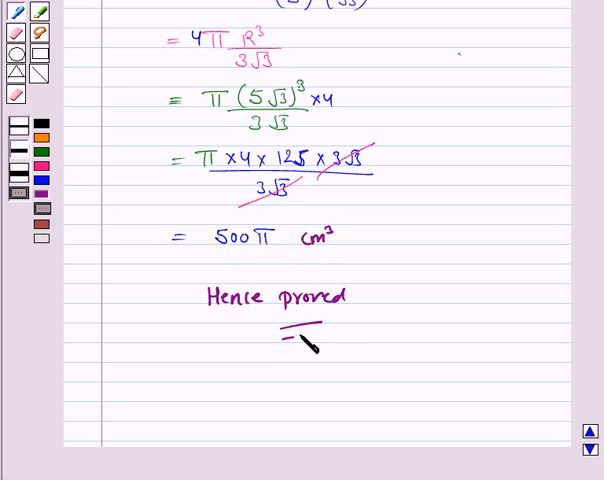 = 4π R³/3√3
= π (5√3)³ ×4/3√3
= π × 4 × 125 × 3√3/3√3
= 500π cm³
Hence proved